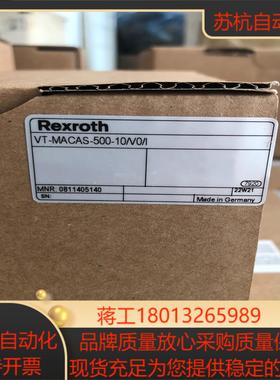 苏杭自动
Rexroth
VT-MACAS-500-10/V0/I
7920
MNR: 0811405140
22W21
SN:
Made in Germany
蒋工18013265989
自动化
品牌质量放心采购质量保
开票
现货充足为您提供稳定的